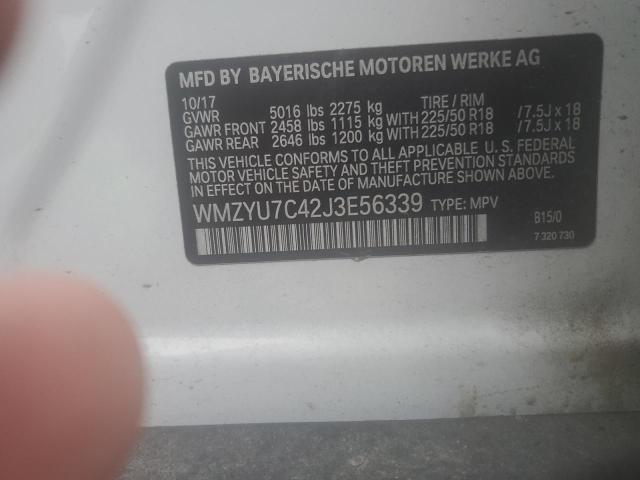 MFD BY BAYERISCHE MOTOREN WERKE AG
10/17
GVWR 5016 lbs 2275 kg TIRE / RIM
GAWR FRONT 2458 lbs 1115 kg WITH 225/50 R18 /7.5J x 18
GAWR REAR 2646 lbs 1200 kg WITH 225/50 R18 /7.5J x 18
THIS VEHICLE CONFORMS TO ALL APPLICABLE U. S. FEDERAL
MOTOR VEHICLE SAFETY AND THEFT PREVENTION STANDARDS
IN EFFECT ON THE DATE OF MANUFACTURE SHOWN ABOVE.
WMZYU7C42J3E56339 TYPE: MPV
B15/0
7 320 730